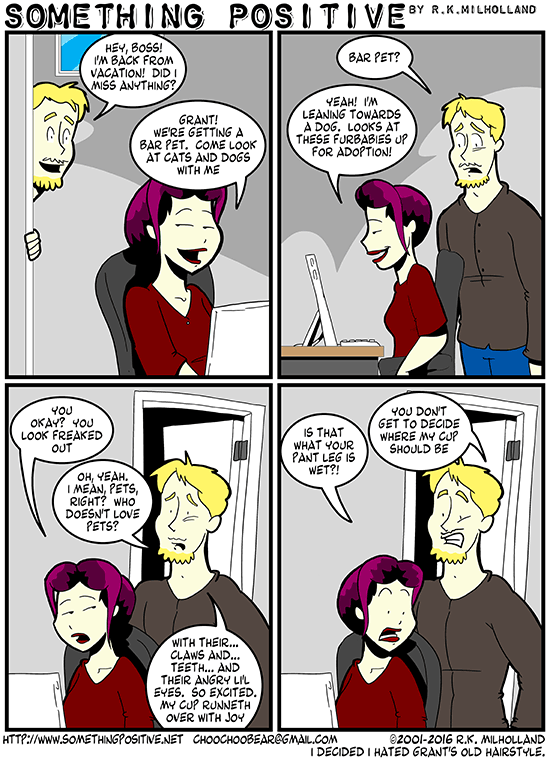 SOMETHING POSITIVE BY R.K.MILHOLLAND
HEY, BOSS!
I'M BACK FROM
VACATION! DID I
MISS ANYTHING?
GRANT!
WE'RE GETTING A
BAR PET. COME LOOK
AT CATS AND DOGS
WITH ME
BAR PET?
YEAH! I'M
LEANING TOWARDS
A DOG. LOOKS AT
THESE FURBABIES UP
FOR ADOPTION!
YOU
OKAY? YOU
LOOK FREAKED
OUT
OH, YEAH.
I MEAN, PETS,
RIGHT? WHO
DOESN'T LOVE
PETS?
WITH THEIR...
CLAWS AND...
TEETH... AND
THEIR ANGRY LI'L
EYES. SO EXCITED.
MY CUP RUNNETH
OVER WITH JOY
IS THAT
WHAT YOUR
PANT LEG IS
WET?!
YOU DON'T
GET TO DECIDE
WHERE MY CUP
SHOULD BE
HTTP://WWW.SOMETHINGPOSITIVE.NET CHOOCHOOBEAR@GMAIL.COM ©2001-2016 R.K. MILHOLLAND
I DECIDED I HATED GRANT'S OLD HAIRSTYLE.